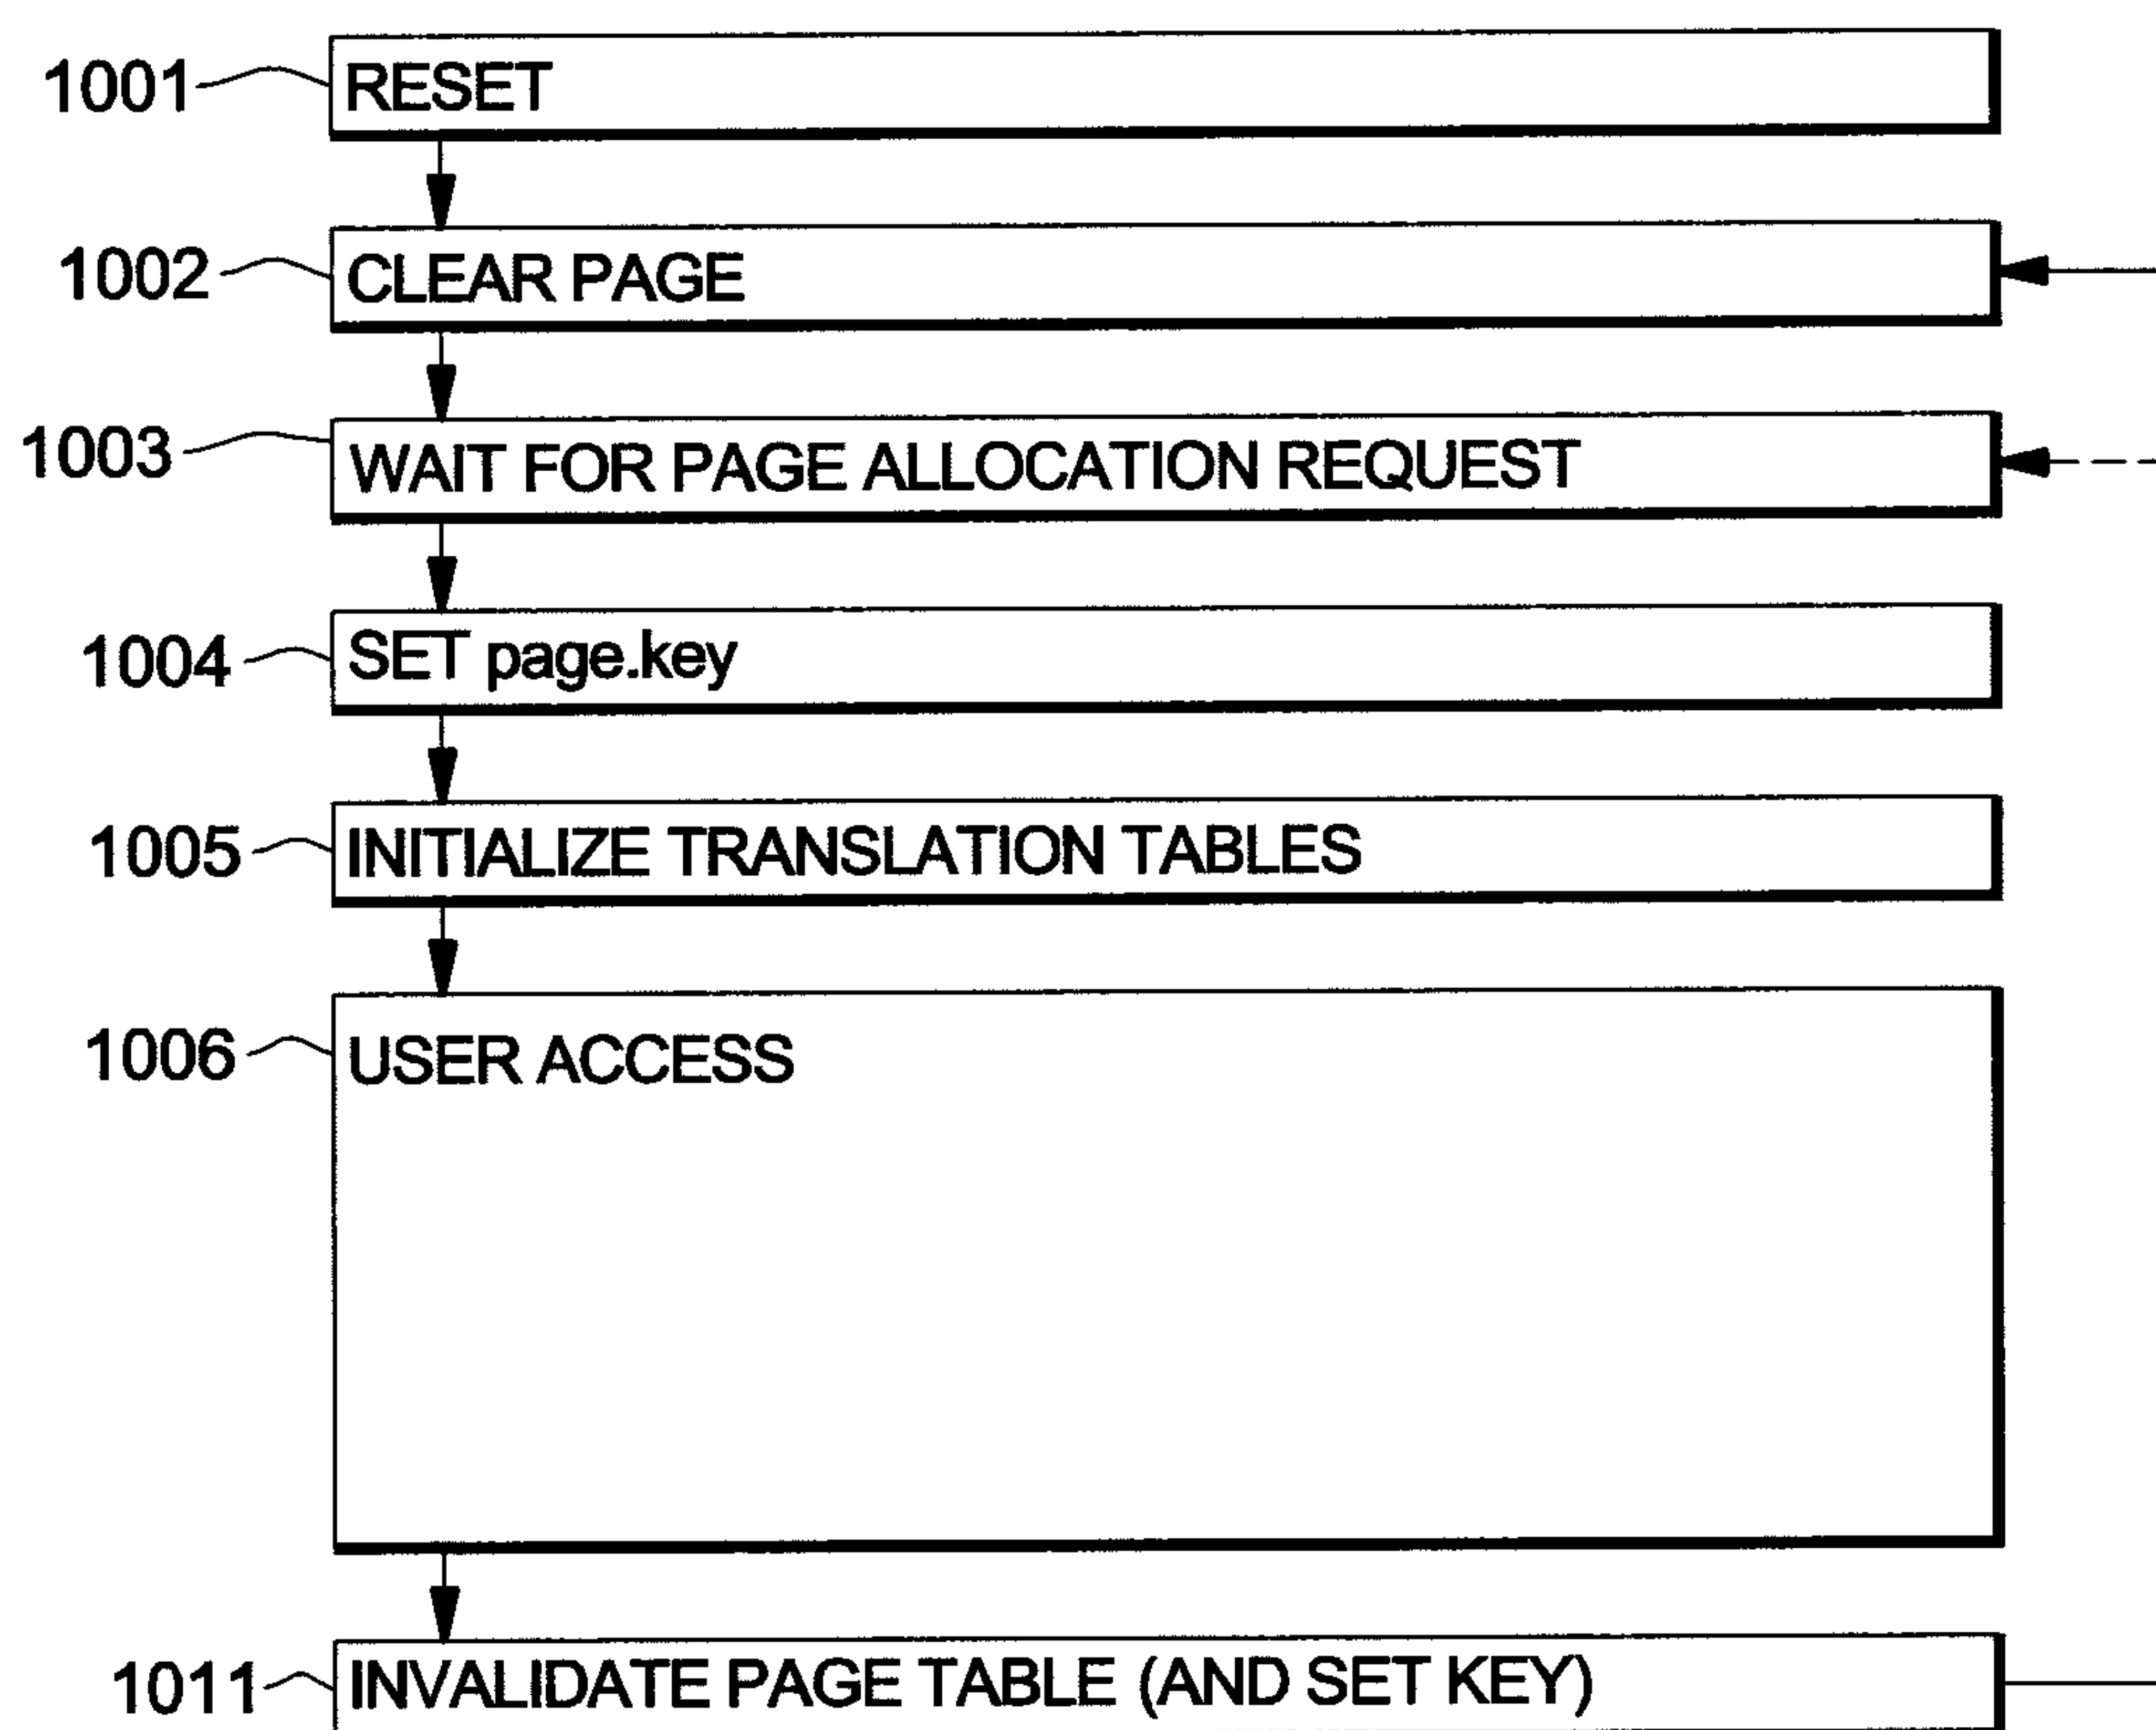 1001 RESET
1002 CLEAR PAGE
1003 WAIT FOR PAGE ALLOCATION REQUEST
1004 SET page.key
1005 INITIALIZE TRANSLATION TABLES
1006 USER ACCESS
1011 INVALIDATE PAGE TABLE (AND SET KEY)